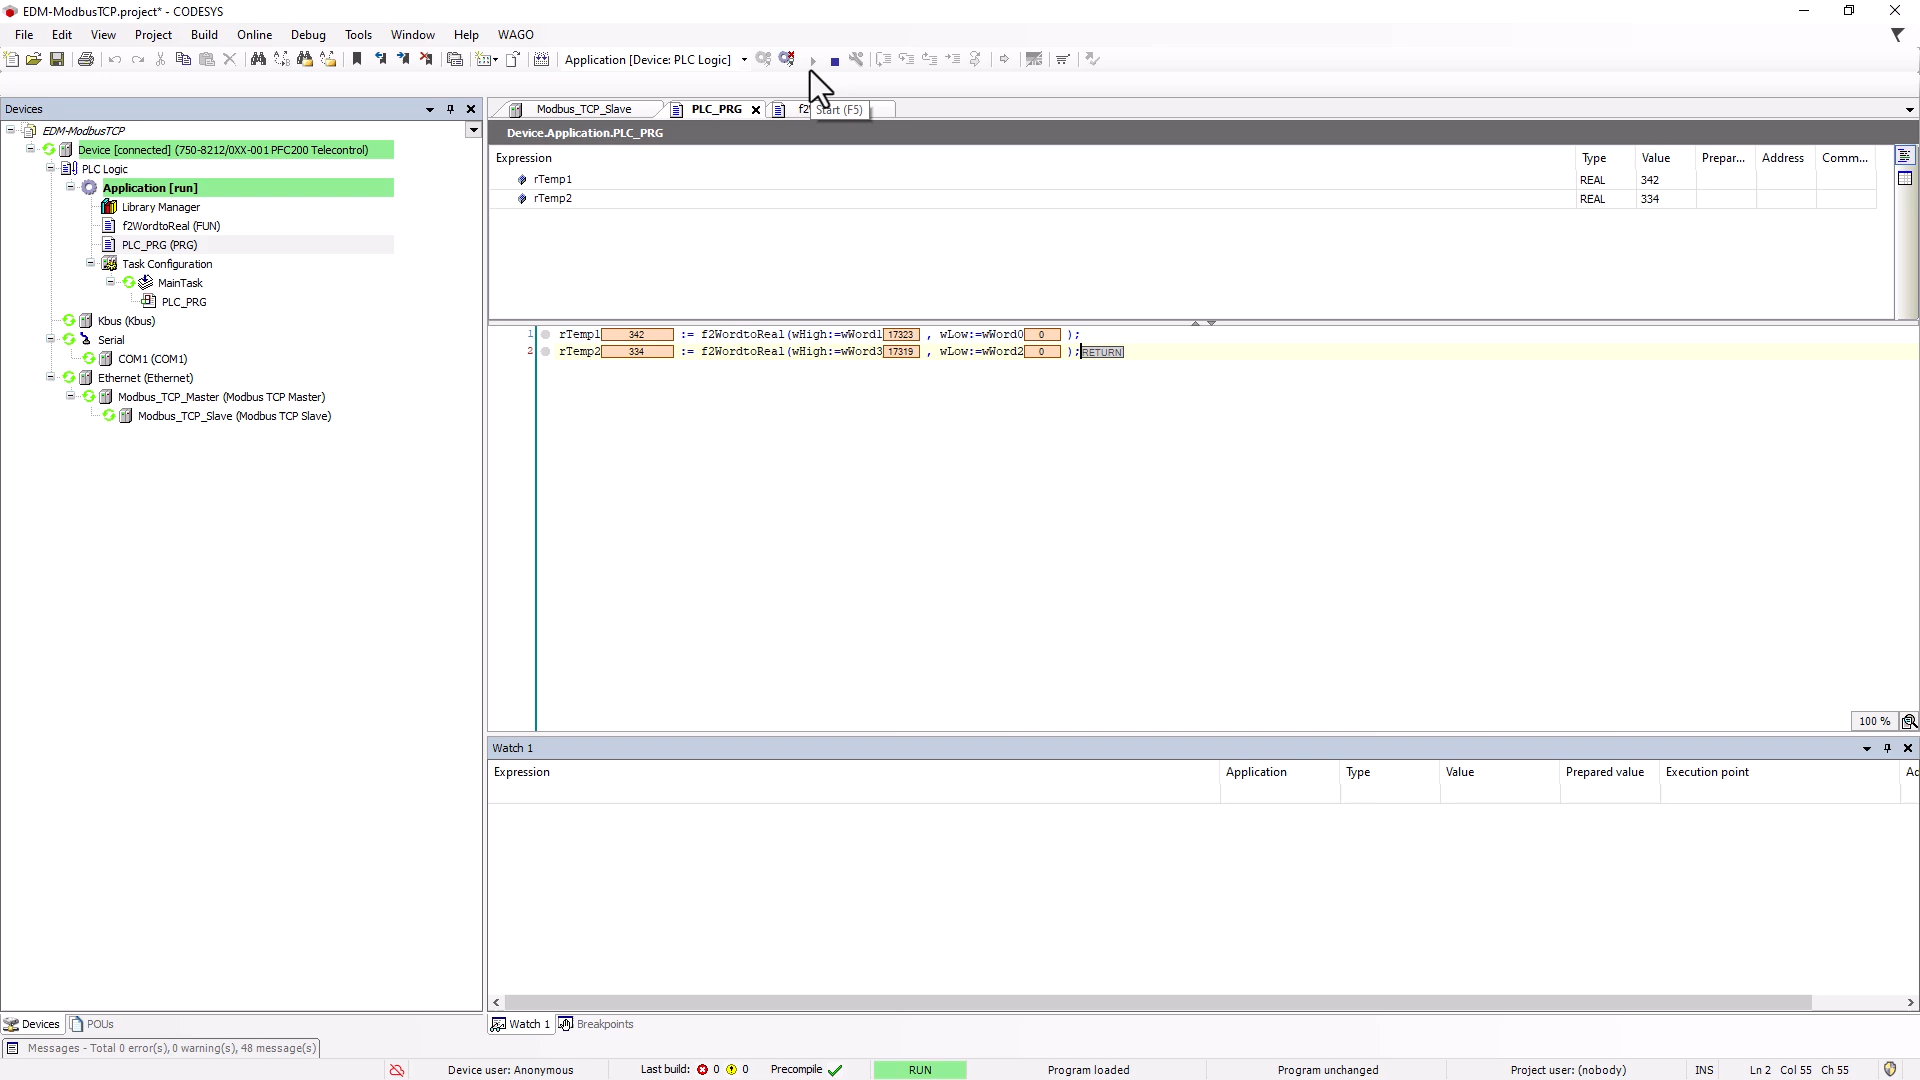 EDM-ModbusTCP.project* - CODESYS
File Edit View Project Build Online Debug Tools Window Help WAGO
Application [Device: PLC Logic]
Start (F5)
Devices
EDM-ModbusTCP
Device [connected] (750-8212/0XX-001 PFC200 Telecontrol)
PLC Logic
Application [run]
Library Manager
f2WordtoReal (FUN)
PLC_PRG (PRG)
Task Configuration
MainTask
PLC_PRG
Kbus (Kbus)
Serial
COM1 (COM1)
Ethernet (Ethernet)
Modbus_TCP_Master (Modbus TCP Master)
Modbus_TCP_Slave (Modbus TCP Slave)
Devices POUs
Modbus_TCP_Slave PLC_PRG
Device.Application.PLC_PRG
Expression Type Value Prepar... Address Comm...
rTemp1 REAL 342
rTemp2 REAL 334
1 rTemp1 342 := f2WordtoReal(wHigh:=wWord1 17323 , wLow:=wWord0 0 );
2 rTemp2 334 := f2WordtoReal(wHigh:=wWord3 17319 , wLow:=wWord2 0 );RETURN
100 %
Watch 1
Expression Application Type Value Prepared value Execution point Ad
Watch 1 Breakpoints
Messages - Total 0 error(s), 0 warning(s), 48 message(s)
Device user: Anonymous Last build: 0 0 Precompile RUN Program loaded Program unchanged Project user: (nobody) INS Ln 2 Col 55 Ch 55